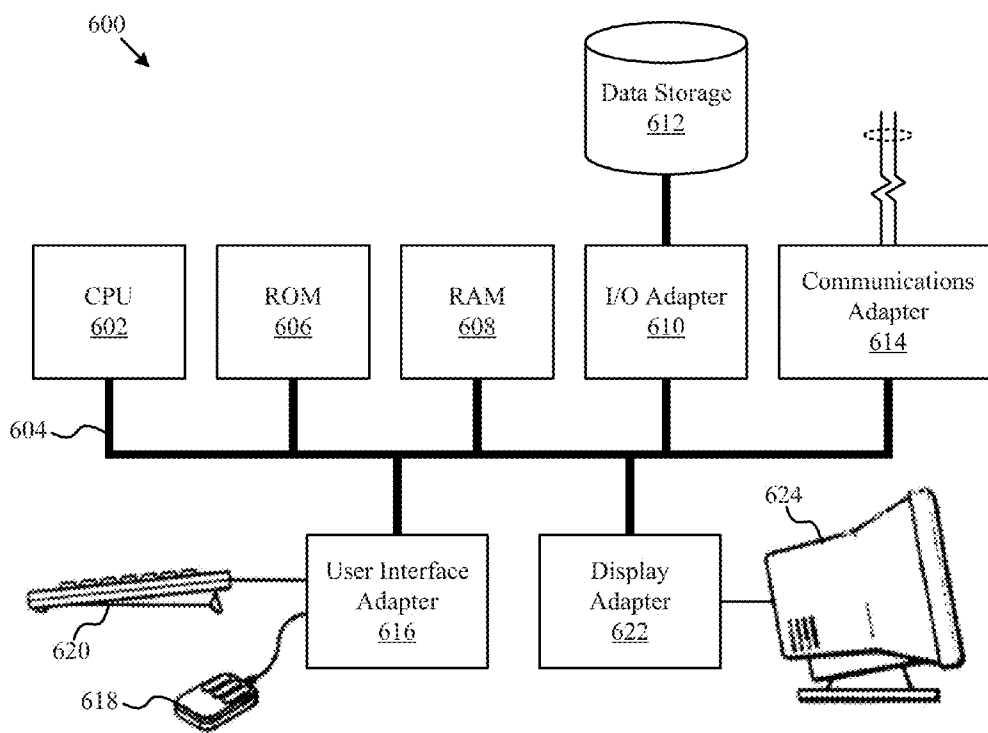 600
Data Storage
612
CPU
602
ROM
606
RAM
608
I/O Adapter
610
Communications
Adapter
614
604
624
User Interface
Adapter
616
Display
Adapter
622
620
618